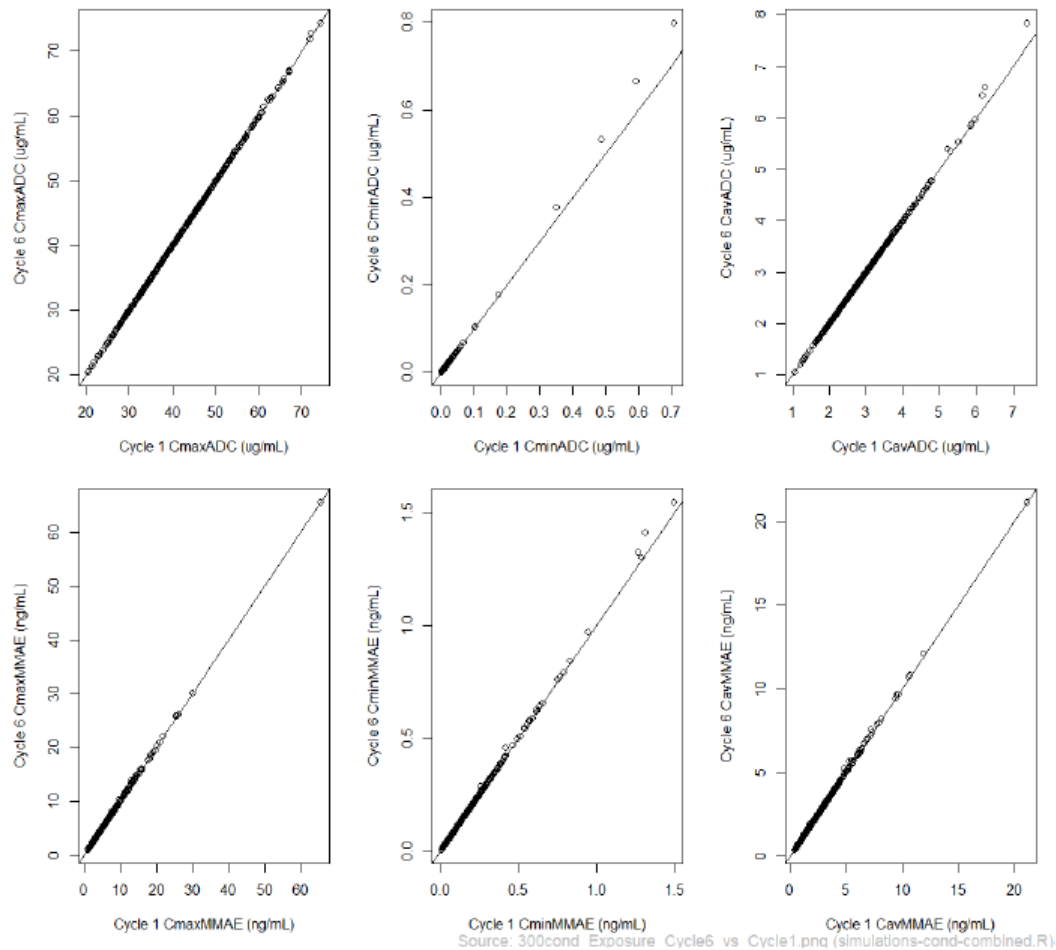 Cycle 6 CmaxADC (ug/mL)
70
60
50
40
30
20
20 30 40 50 60 70
Cycle 1 CmaxADC (ug/mL)
Cycle 6 CminADC (ug/mL)
0.8
0.6
0.4
0.2
0.0
0.0 0.1 0.2 0.3 0.4 0.5 0.6 0.7
Cycle 1 CminADC (ug/mL)
Cycle 6 CavADC (ug/mL)
8
7
6
5
4
3
2
1
1 2 3 4 5 6 7
Cycle 1 CavADC (ug/mL)
Cycle 6 CmaxMMAE (ng/mL)
60
50
40
30
20
10
0
0 10 20 30 40 50 60
Cycle 1 CmaxMMAE (ng/mL)
Cycle 6 CminMMAE (ng/mL)
1.5
1.0
0.5
0.0
0.0 0.5 1.0 1.5
Cycle 1 CminMMAE (ng/mL)
Cycle 6 CavMMAE (ng/mL)
20
15
10
5
0
0 5 10 15 20
Cycle 1 CavMMAE (ng/mL)
Source: 300cond_Exposure_Cycle6_vs_Cycle1.png (simulations-cond-combined.R)